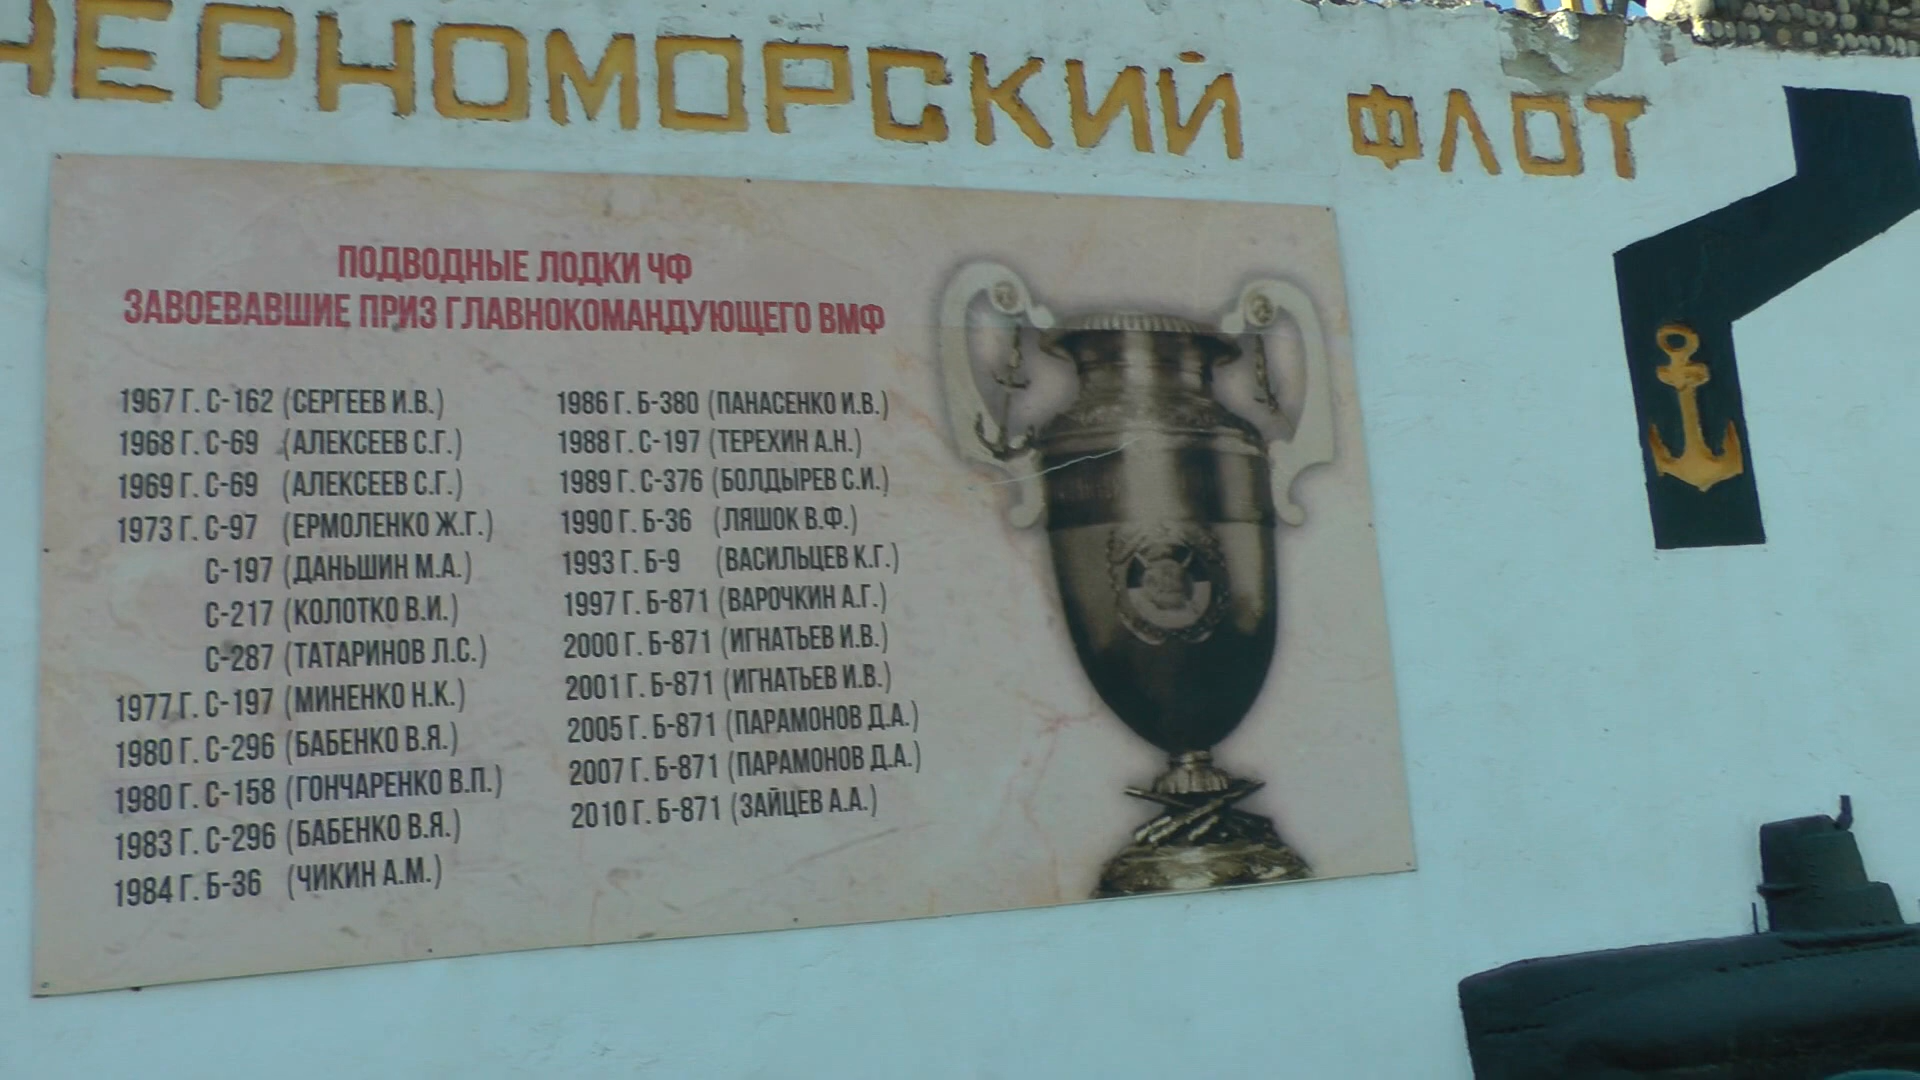 ЧЕРНОМОРСКИЙ ФЛОТ
ПОДВОДНЫЕ ЛОДКИ ЧФ
ЗАВОЕВАВШИЕ ПРИЗ ГЛАВНОКОМАНДУЮЩЕГО ВМФ
1967 Г. С-162 (СЕРГЕЕВ И.В.)
1968 Г. С-69 (АЛЕКСЕЕВ С.Г.)
1969 Г. С-69 (АЛЕКСЕЕВ С.Г.)
1973 Г. С-97 (ЕРМОЛЕНКО Ж.Г.)
С-197 (ДАНЬШИН М.А.)
С-217 (КОЛОТКО В.И.)
С-287 (ТАТАРИНОВ Л.С.)
1977 Г. С-197 (МИНЕНКО Н.К.)
1980 Г. С-296 (БАБЕНКО В.Я.)
1980 Г. С-158 (ГОНЧАРЕНКО В.П.)
1983 Г. С-296 (БАБЕНКО В.Я.)
1984 Г. Б-36 (ЧИКИН А.М.)
1986 Г. Б-380 (ПАНАСЕНКО И.В.)
1988 Г. С-197 (ТЕРЕХИН А.Н.)
1989 Г. С-376 (БОЛДЫРЕВ С.И.)
1990 Г. Б-36 (ЛЯШОК В.Ф.)
1993 Г. Б-9 (ВАСИЛЬЦЕВ К.Г.)
1997 Г. Б-871 (ВАРОЧКИН А.Г.)
2000 Г. Б-871 (ИГНАТЬЕВ И.В.)
2001 Г. Б-871 (ИГНАТЬЕВ И.В.)
2005 Г. Б-871 (ПАРАМОНОВ Д.А.)
2007 Г. Б-871 (ПАРАМОНОВ Д.А.)
2010 Г. Б-871 (ЗАЙЦЕВ А.А.)